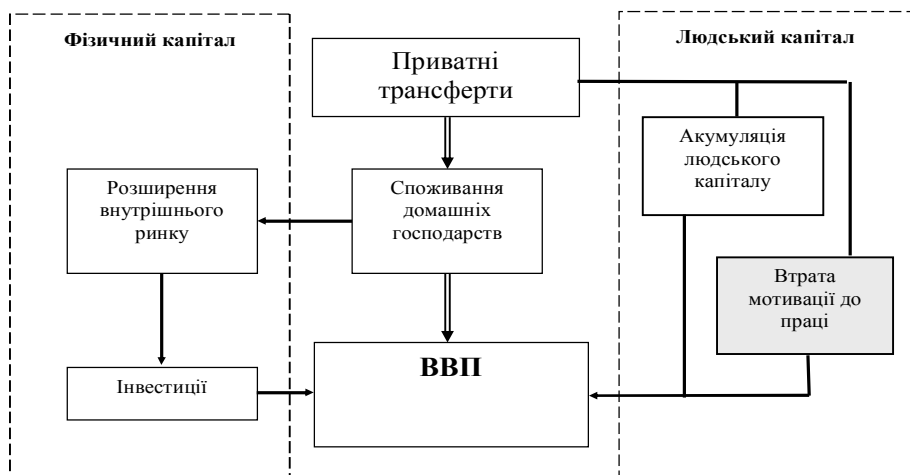 Фізичний капітал
Людський капітал
Приватні
трансферти
Акумуляція
людського
капіталу
Розширення
внутрішнього
ринку
Споживання
домашніх
господарств
Втрата
мотивації до
праці
ВВП
Інвестиції